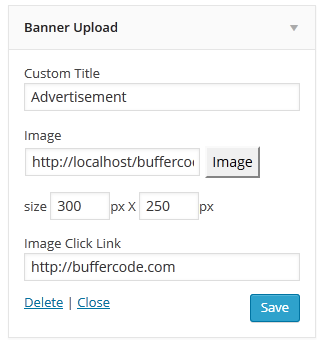 Banner Upload
Custom Title
Advertisement
Image
http://localhost/buffercod Image
size 300 px X 250 px
Image Click Link
http://buffercode.com
Delete | Close Save